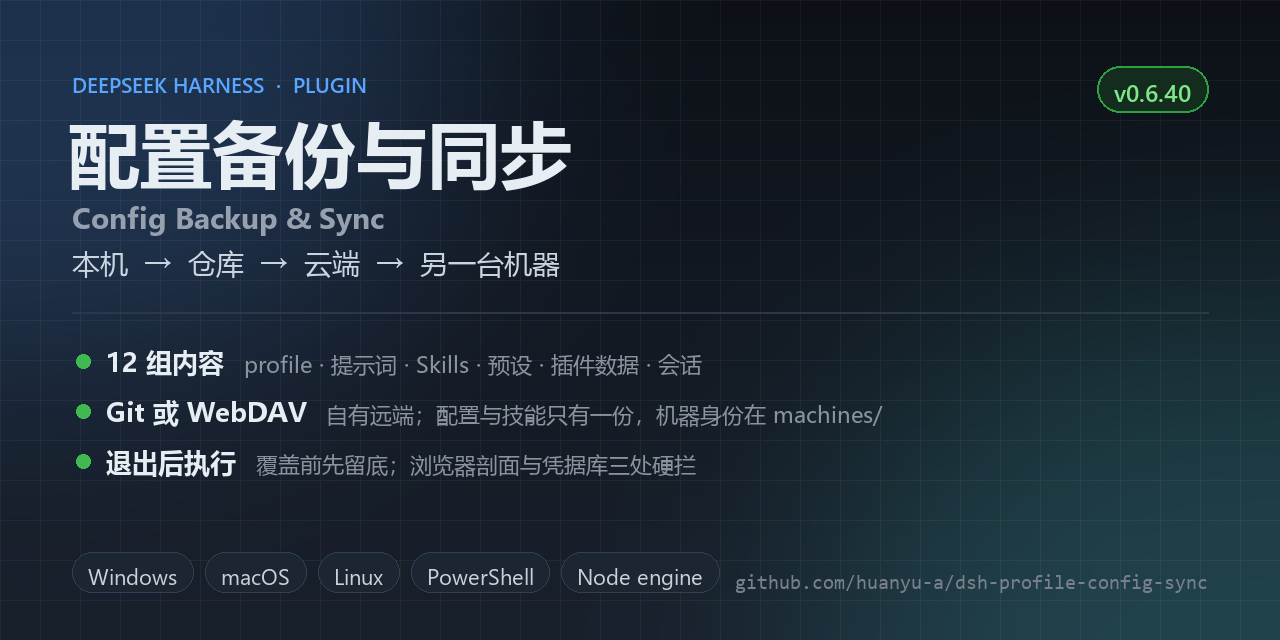 DEEPSEEK HARNESS · PLUGIN
v0.6.40
配置备份与同步
Config Backup & Sync
本机 → 仓库 → 云端 → 另一台机器
12 组内容 profile · 提示词 · Skills · 预设 · 插件数据 · 会话
Git 或 WebDAV 自有远端；配置与技能只有一份，机器身份在 machines/
退出后执行 覆盖前先留底；浏览器剖面与凭据库三处硬拦
Windows macOS Linux PowerShell Node engine github.com/huanyu-a/dsh-profile-config-sync